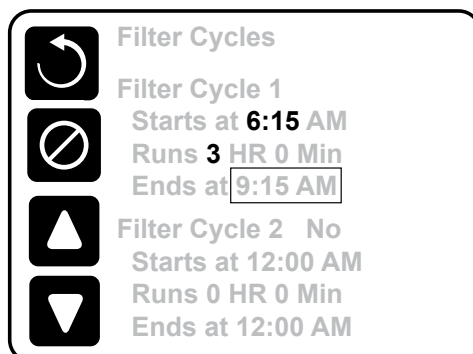 Filter Cycles
Filter Cycle 1
Starts at 6:15 AM
Runs 3 HR 0 Min
Ends at 9:15 AM
Filter Cycle 2 No
Starts at 12:00 AM
Runs 0 HR 0 Min
Ends at 12:00 AM